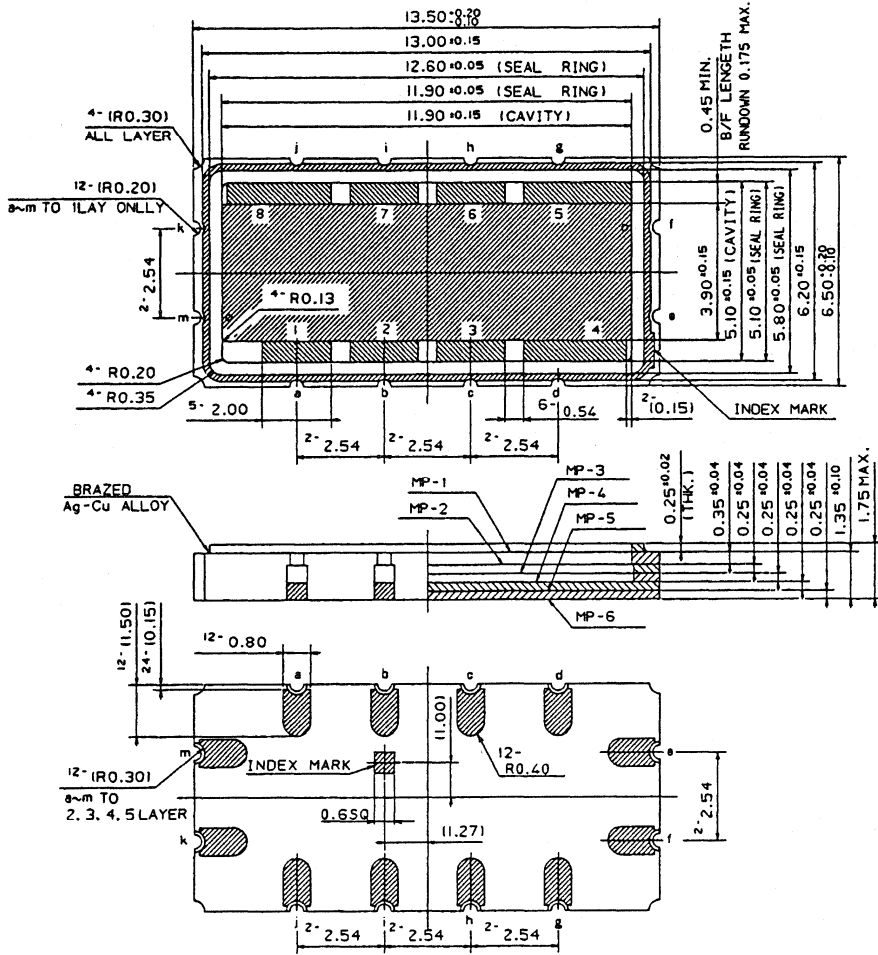 13.50 +0.20 -0.10
13.00 ±0.15
12.60 ±0.05 (SEAL RING)
11.90 ±0.05 (SEAL RING)
11.90 ±0.15 (CAVITY)
0.45 MIN.
B/F LENGETH
RUNDOWN 0.175 MAX.
4- (R0.30)
ALL LAYER
12- (R0.20)
a~m TO 1LAY ONLLY
j
i
h
g
k
f
m
e
8
7
6
5
2- 2.54
4- R0.13
1
2
3
4
3.90 ±0.15
5.10 ±0.15 (CAVITY)
5.10 ±0.05 (SEAL RING)
5.80 ±0.05 (SEAL RING)
6.20 ±0.15
6.50 +0.20 -0.10
4- R0.20
4- R0.35
a
b
c
d
5- 2.00
6- 0.54
2- (0.15)
INDEX MARK
2- 2.54
2- 2.54
2- 2.54
BRAZED
Ag-Cu ALLOY
MP-1
MP-2
MP-3
MP-4
MP-5
MP-6
0.25 ±0.02
(THK.)
0.35 ±0.04
0.25 ±0.04
0.25 ±0.04
0.25 ±0.04
0.25 ±0.04
1.35 ±0.10
1.75 MAX.
12- (1.50)
24- (0.15)
12- 0.80
a
b
c
d
(1.00)
m
e
INDEX MARK
12-
R0.40
12- (R0.30)
a~m TO
2.3.4.5 LAYER
0.6SQ
(1.27)
2- 2.54
k
f
j
i
h
g
2- 2.54
2- 2.54
2- 2.54